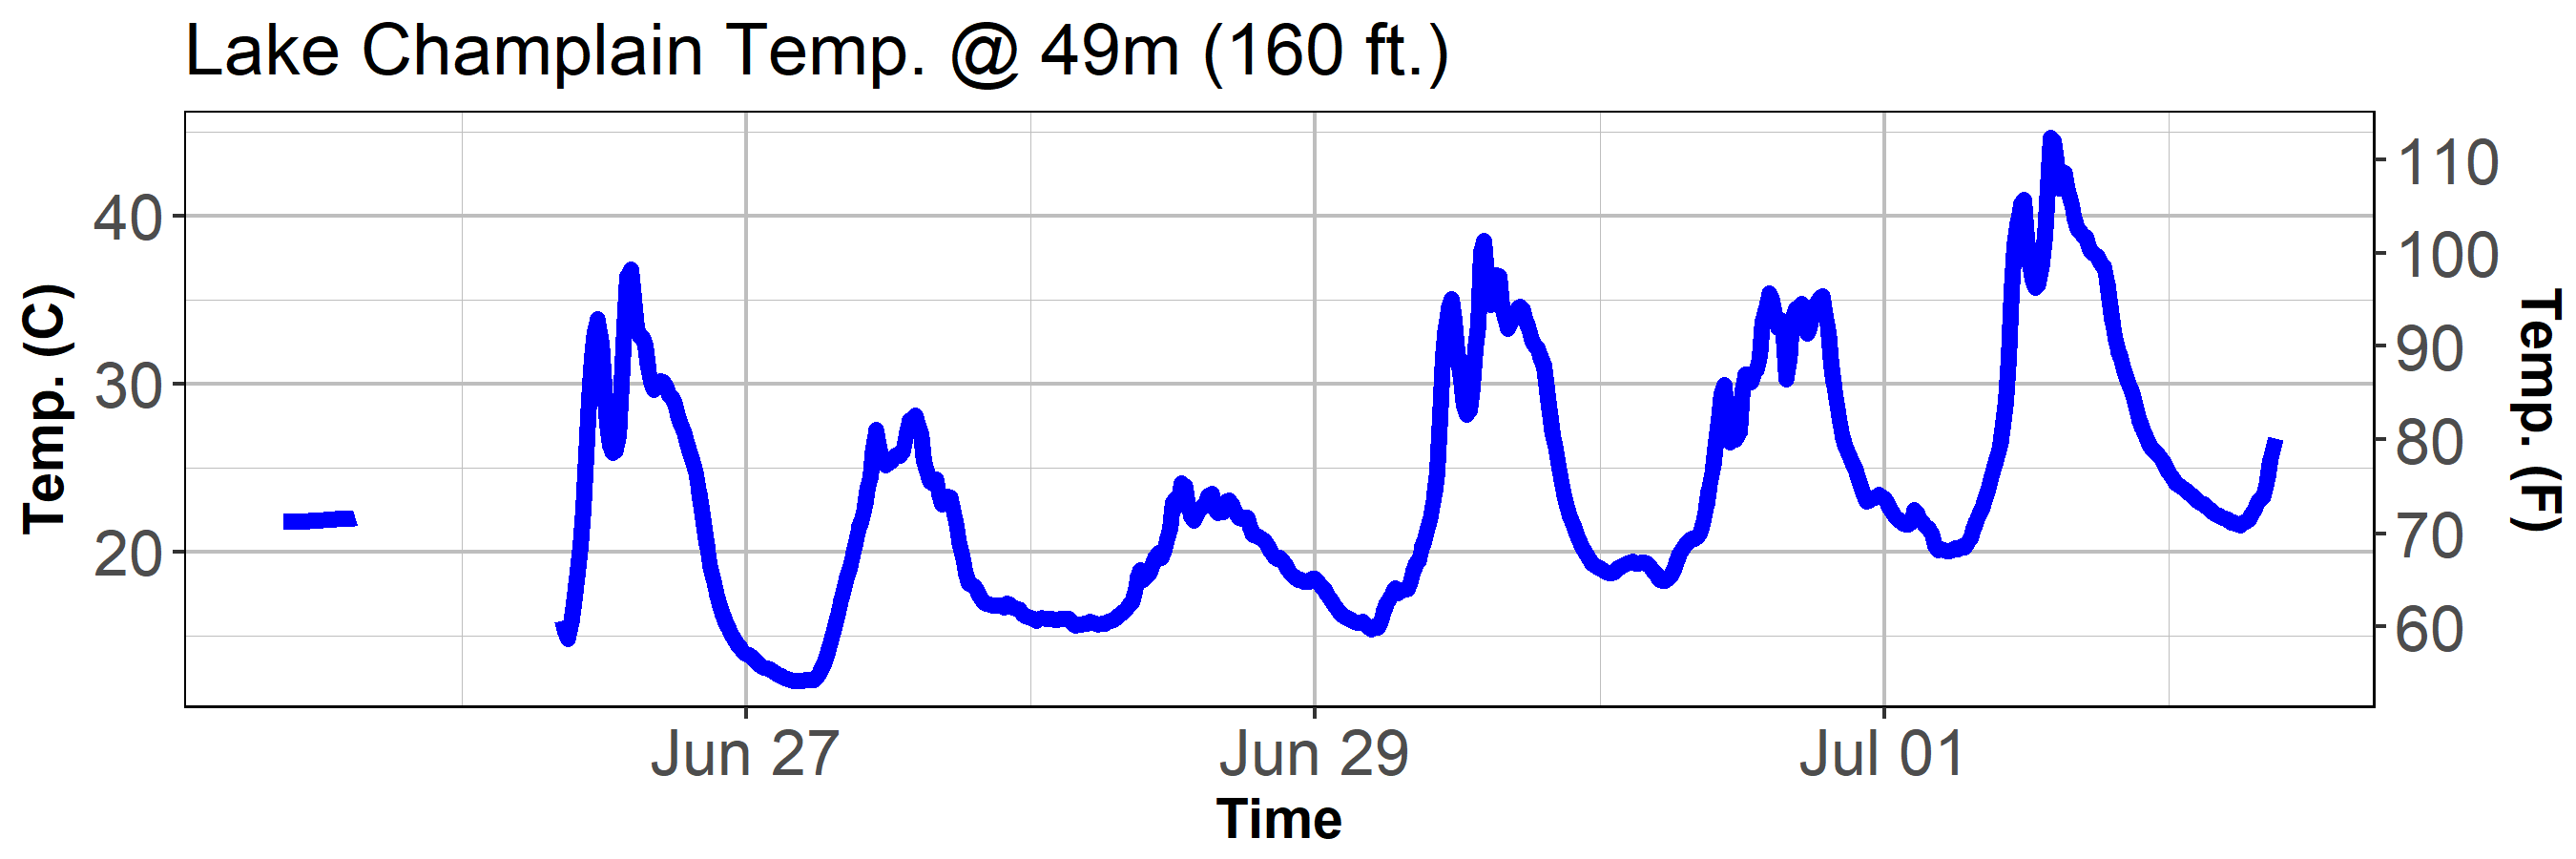 Lake Champlain Temp. @ 49m (160 ft.)
Temp. (C)
40
30
20
110
100
90
80
70
60
Temp. (F)
Jun 27
Jun 29
Jul 01
Time